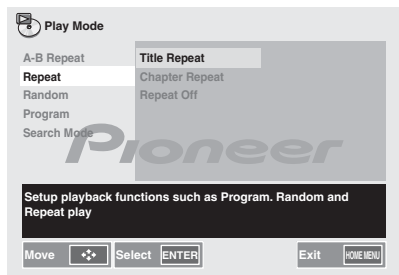 Play Mode
A-B Repeat
Repeat
Random
Program
Search Mode
Title Repeat
Chapter Repeat
Repeat Off
Pioneer
Setup playback functions such as Program. Random and
Repeat play
Move
Select ENTER
Exit HOME MENU